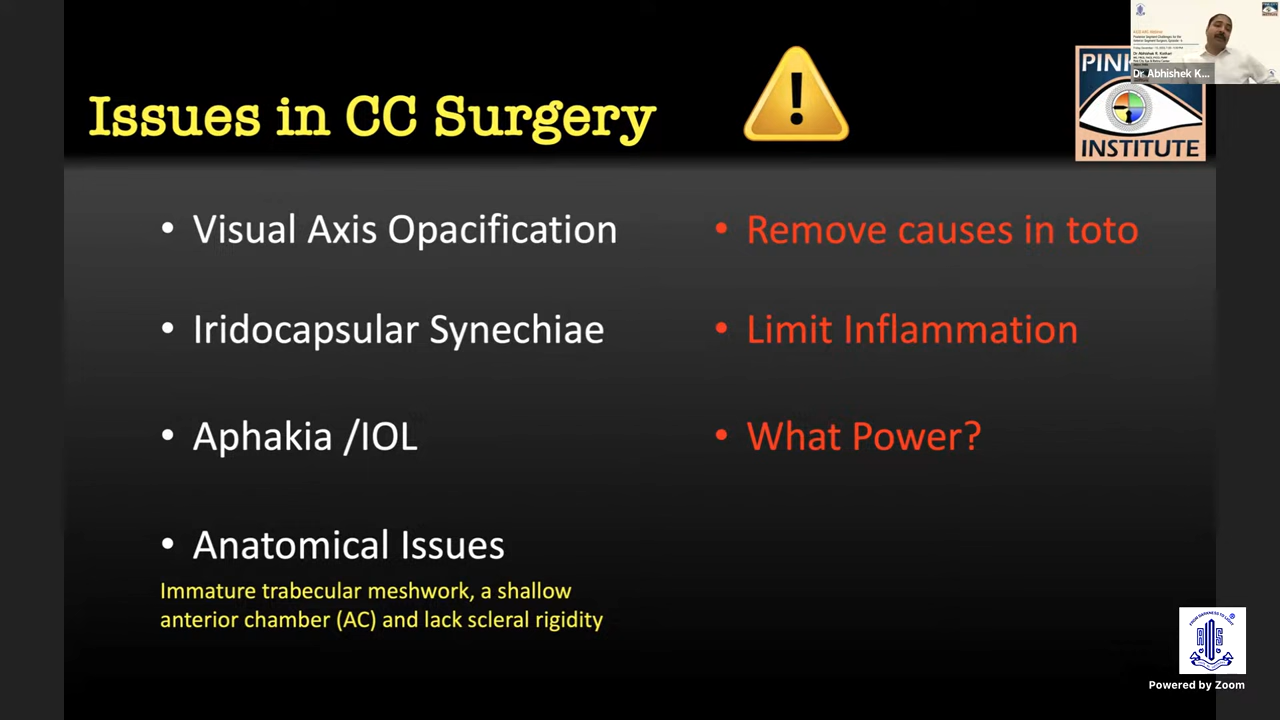 Issues in CC Surgery
PIN
INSTITUTE
Dr Abhishek K...
• Visual Axis Opacification
• Remove causes in toto
• Iridocapsular Synechiae
• Limit Inflammation
• Aphakia /IOL
• What Power?
• Anatomical Issues
Immature trabecular meshwork, a shallow
anterior chamber (AC) and lack scleral rigidity
Powered by Zoom